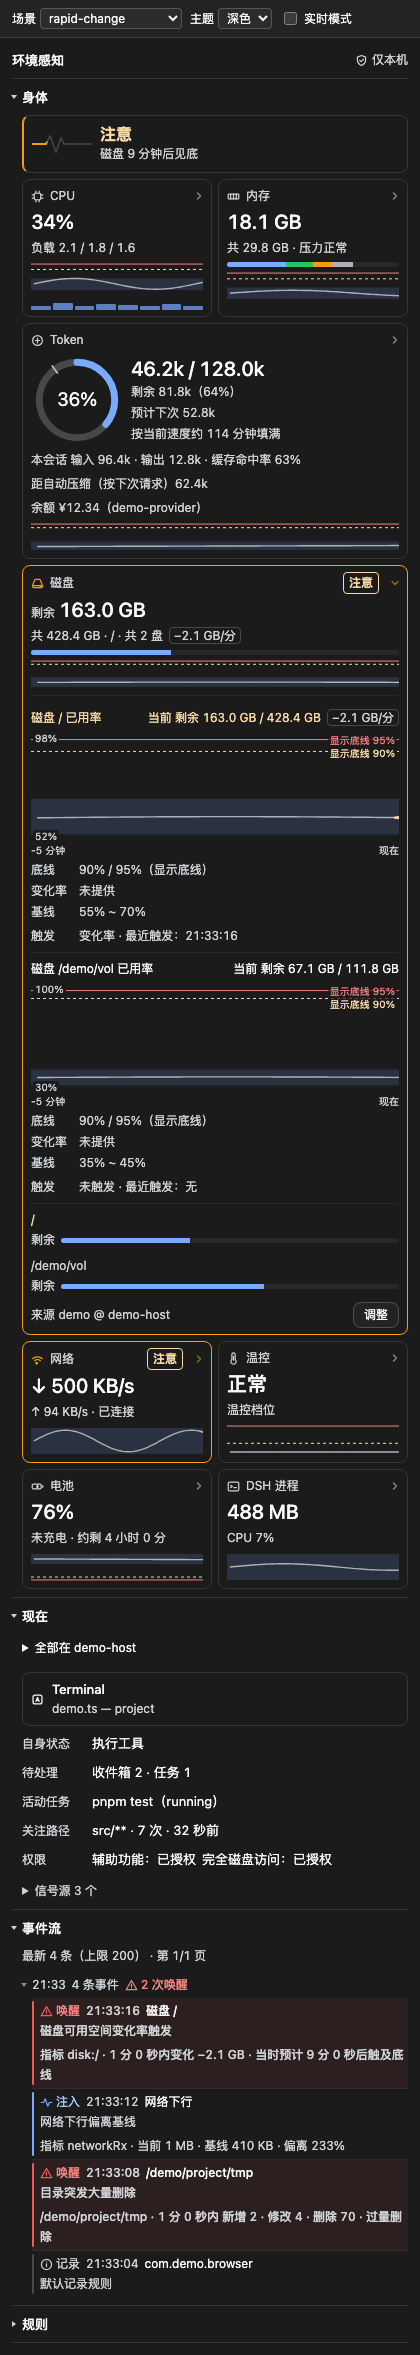 场景 rapid-change 主题 深色 实时模式
环境感知 仅本机
身体
注意
磁盘 9 分钟后见底
CPU
34%
负载 2.1 / 1.8 / 1.6
内存
18.1 GB
共 29.8 GB · 压力正常
Token
36%
46.2k / 128.0k
剩余 81.8k（64%）
预计下次 52.8k
按当前速度约 114 分钟填满
本会话 输入 96.4k · 输出 12.8k · 缓存命中率 63%
距自动压缩（按下次请求）62.4k
余额 ¥12.34（demo-provider）
磁盘 注意
剩余 163.0 GB
共 428.4 GB · / · 共 2 盘 −2.1 GB/分
磁盘 / 已用率 当前 剩余 163.0 GB / 428.4 GB −2.1 GB/分
98% 显示底线 95%
显示底线 90%
52%
-5 分钟 现在
底线 90% / 95%（显示底线）
变化率 未提供
基线 55% ~ 70%
触发 变化率 · 最近触发：21:33:16
磁盘 /demo/vol 已用率 当前 剩余 67.1 GB / 111.8 GB
100% 显示底线 95%
显示底线 90%
30%
-5 分钟 现在
底线 90% / 95%（显示底线）
变化率 未提供
基线 35% ~ 45%
触发 未触发 · 最近触发：无
/
剩余
/demo/vol
剩余
来源 demo @ demo-host 调整
网络 注意
↓ 500 KB/s
↑ 94 KB/s · 已连接
温控
正常
温控档位
电池
76%
未充电 · 约剩 4 小时 0 分
DSH 进程
488 MB
CPU 7%
现在
全部在 demo-host
Terminal
demo.ts — project
自身状态 执行工具
待处理 收件箱 2 · 任务 1
活动任务 pnpm test（running）
关注路径 src/** · 7 次 · 32 秒前
权限 辅助功能：已授权 完全磁盘访问：已授权
信号源 3 个
事件流
最新 4 条（上限 200） · 第 1/1 页
21:33 4 条事件 2 次唤醒
唤醒 21:33:16 磁盘 /
磁盘可用空间变化率触发
指标 disk:/ · 1 分 0 秒内变化 −2.1 GB · 当时预计 9 分 0 秒后触及底
线
注入 21:33:12 网络下行
网络下行偏离基线
指标 networkRx · 当前 1 MB · 基线 410 KB · 偏离 233%
唤醒 21:33:08 /demo/project/tmp
目录突发大量删除
/demo/project/tmp · 1 分 0 秒内 新增 2 · 修改 4 · 删除 70 · 过量删
除
记录 21:33:04 com.demo.browser
默认记录规则
规则